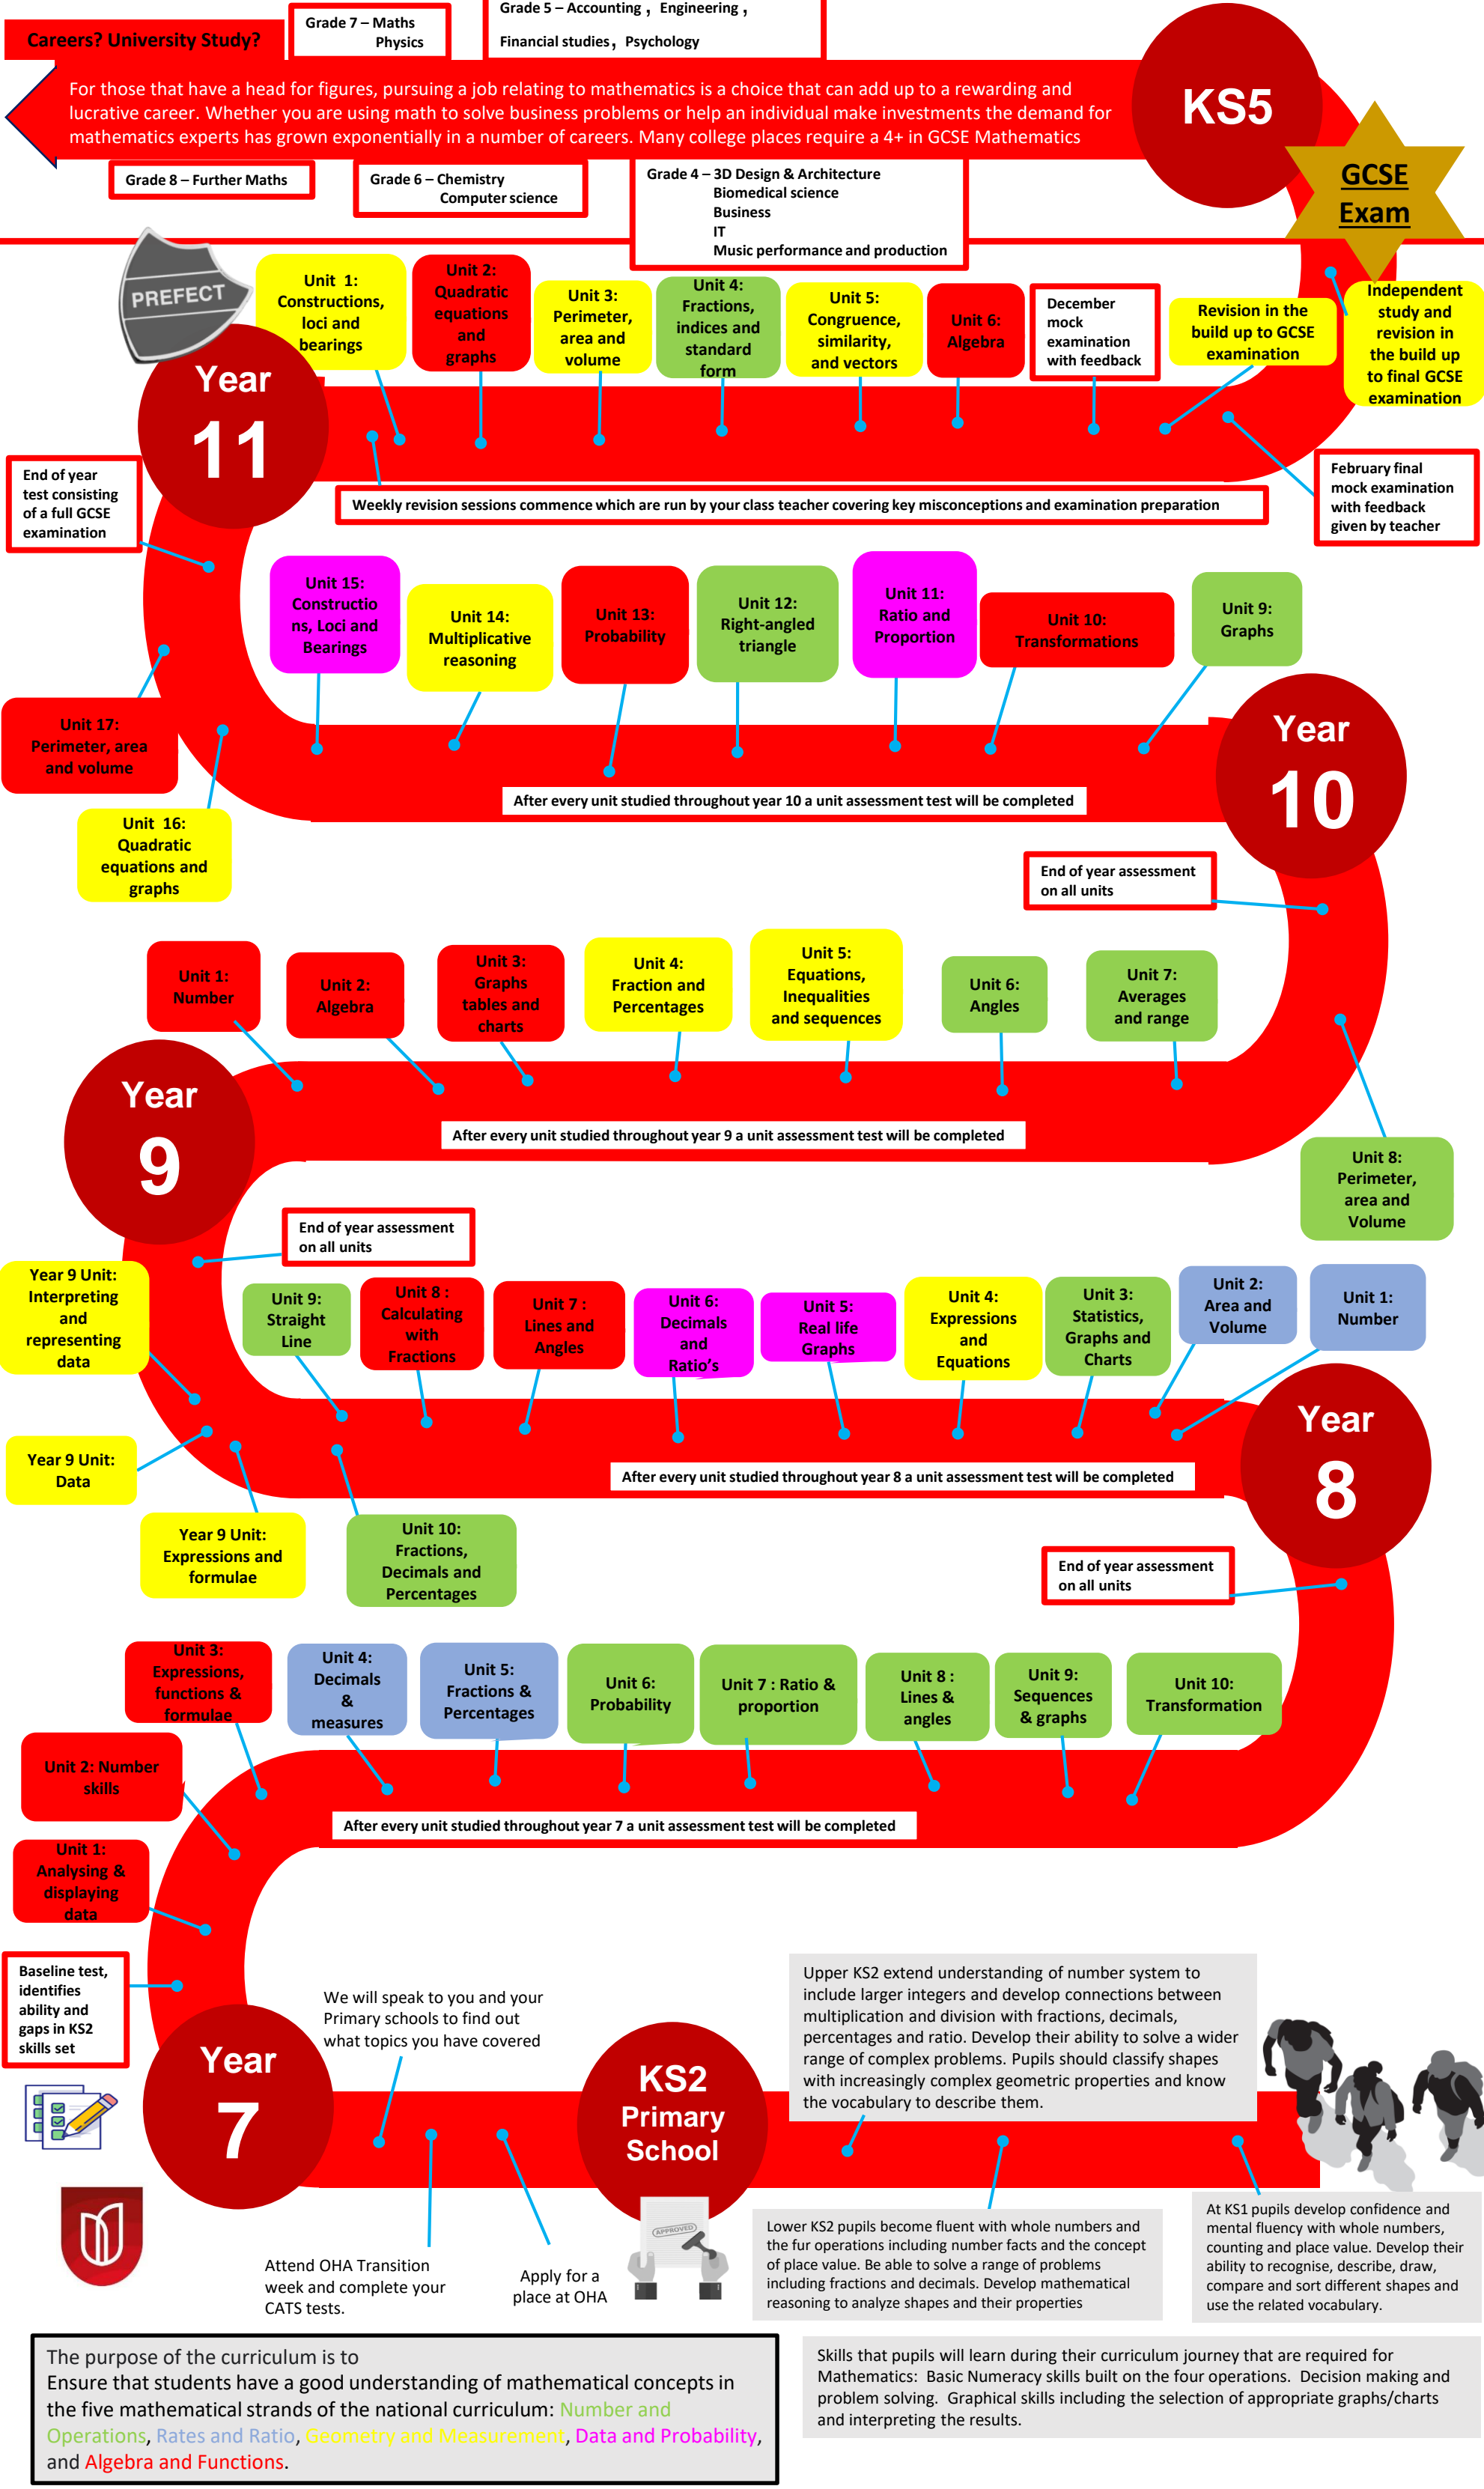 Careers? University Study?
Grade 7 – Maths
Physics
Grade 5 – Accounting , Engineering ,
Financial studies, Psychology
For those that have a head for figures, pursuing a job relating to mathematics is a choice that can add up to a rewarding and
lucrative career. Whether you are using math to solve business problems or help an individual make investments the demand for
mathematics experts has grown exponentially in a number of careers. Many college places require a 4+ in GCSE Mathematics
KS5
GCSE
Exam
Grade 8 – Further Maths
Grade 6 – Chemistry
Computer science
Grade 4 – 3D Design & Architecture
Biomedical science
Business
IT
Music performance and production
PREFECT
Year
11
Unit 1:
Constructions,
loci and
bearings
Unit 2:
Quadratic
equations
and
graphs
Unit 3:
Perimeter,
area and
volume
Unit 4:
Fractions,
indices and
standard
form
Unit 5:
Congruence,
similarity,
and vectors
Unit 6:
Algebra
December
mock
examination
with feedback
Revision in the
build up to GCSE
examination
Independent
study and
revision in
the build up
to final GCSE
examination
End of year
test consisting
of a full GCSE
examination
Weekly revision sessions commence which are run by your class teacher covering key misconceptions and examination preparation
February final
mock examination
with feedback
given by teacher
Unit 15:
Constructio
ns, Loci and
Bearings
Unit 14:
Multiplicative
reasoning
Unit 13:
Probability
Unit 12:
Right-angled
triangle
Unit 11:
Ratio and
Proportion
Unit 10:
Transformations
Unit 9:
Graphs
Unit 17:
Perimeter, area
and volume
Unit 16:
Quadratic
equations and
graphs
After every unit studied throughout year 10 a unit assessment test will be completed
Year
10
End of year assessment
on all units
Unit 1:
Number
Unit 2:
Algebra
Unit 3:
Graphs
tables and
charts
Unit 4:
Fraction and
Percentages
Unit 5:
Equations,
Inequalities
and sequences
Unit 6:
Angles
Unit 7:
Averages
and range
Year
9
After every unit studied throughout year 9 a unit assessment test will be completed
Unit 8:
Perimeter,
area and
Volume
End of year assessment
on all units
Year 9 Unit:
Interpreting
and
representing
data
Unit 9:
Straight
Line
Unit 8 :
Calculating
with
Fractions
Unit 7 :
Lines and
Angles
Unit 6:
Decimals
and
Ratio's
Unit 5:
Real life
Graphs
Unit 4:
Expressions
and
Equations
Unit 3:
Statistics,
Graphs and
Charts
Unit 2:
Area and
Volume
Unit 1:
Number
Year
8
Year 9 Unit:
Data
After every unit studied throughout year 8 a unit assessment test will be completed
Year 9 Unit:
Expressions and
formulae
Unit 10:
Fractions,
Decimals and
Percentages
End of year assessment
on all units
Unit 3:
Expressions,
functions &
formulae
Unit 4:
Decimals
&
measures
Unit 5:
Fractions &
Percentages
Unit 6:
Probability
Unit 7 : Ratio &
proportion
Unit 8 :
Lines &
angles
Unit 9:
Sequences
& graphs
Unit 10:
Transformation
Unit 2: Number
skills
After every unit studied throughout year 7 a unit assessment test will be completed
Unit 1:
Analysing &
displaying
data
Baseline test,
identifies
ability and
gaps in KS2
skills set
Year
7
We will speak to you and your
Primary schools to find out
what topics you have covered
KS2
Primary
School
Upper KS2 extend understanding of number system to
include larger integers and develop connections between
multiplication and division with fractions, decimals,
percentages and ratio. Develop their ability to solve a wider
range of complex problems. Pupils should classify shapes
with increasingly complex geometric properties and know
the vocabulary to describe them.
APPROVED
Attend OHA Transition
week and complete your
CATS tests.
Apply for a
place at OHA
Lower KS2 pupils become fluent with whole numbers and
the fur operations including number facts and the concept
of place value. Be able to solve a range of problems
including fractions and decimals. Develop mathematical
reasoning to analyze shapes and their properties
At KS1 pupils develop confidence and
mental fluency with whole numbers,
counting and place value. Develop their
ability to recognise, describe, draw,
compare and sort different shapes and
use the related vocabulary.
The purpose of the curriculum is to
Ensure that students have a good understanding of mathematical concepts in
the five mathematical strands of the national curriculum: Number and
Operations, Rates and Ratio, Geometry and Measurement, Data and Probability,
and Algebra and Functions.
Skills that pupils will learn during their curriculum journey that are required for
Mathematics: Basic Numeracy skills built on the four operations. Decision making and
problem solving. Graphical skills including the selection of appropriate graphs/charts
and interpreting the results.